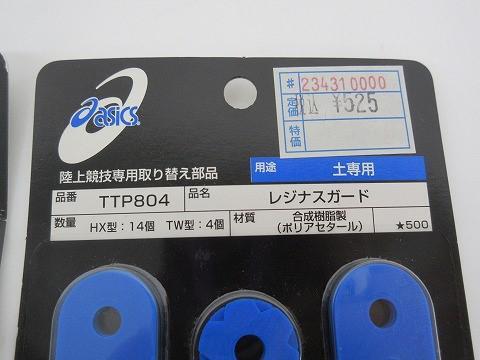 asics
# 234310000
定価 ¥525
特価
陸上競技専用取り替え部品
用途 土専用
品番 TTP804 品名 レジナスガード
数量 HX型：14個 TW型：4個 材質 合成樹脂製（ポリアセタール） ★500